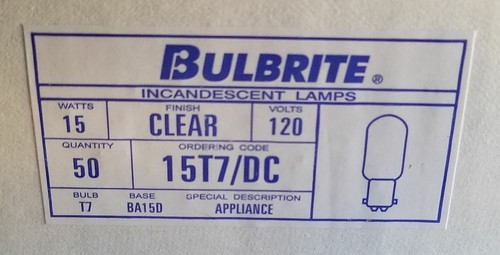 BULBRITE®
INCANDESCENT LAMPS
WATTS FINISH VOLTS
15 CLEAR 120
QUANTITY ORDERING CODE
50 15T7/DC
BULB BASE SPECIAL DESCRIPTION
T7 BA15D APPLIANCE